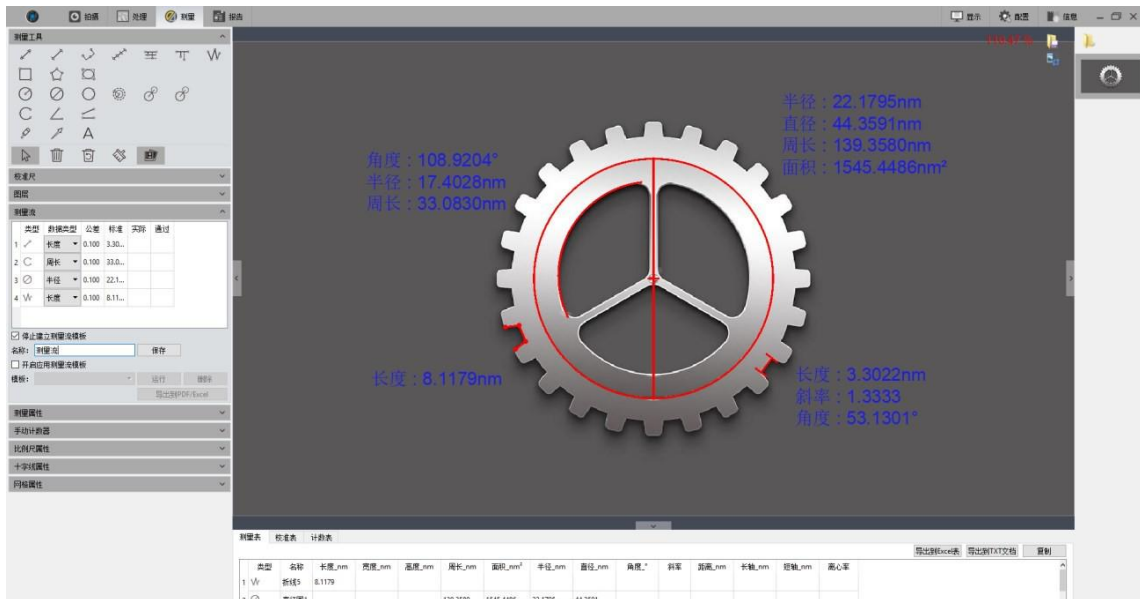 拍摄 处理 测量 报告 显示 配置 信息
测量工具
校准尺
图层
测量流
类型 数据类型 公差 标准 实际 通过
1 长度 0.100 3.30...
2 周长 0.100 33.0...
3 半径 0.100 22.1...
4 长度 0.100 8.11...
停止建立测量流模板
名称: 测量流 保存
开启应用测量流模板
模板: 运行 删除
导出到PDF/Excel
测量属性
手动计数器
比例尺属性
十字线属性
网格属性
角度：108.9204°
半径：17.4028nm
周长：33.0830nm
半径：22.1795nm
直径：44.3591nm
周长：139.3580nm
面积：1545.4486nm²
长度：8.1179nm
长度：3.3022nm
斜率：1.3333
角度：53.1301°
测量表 校准表 计数表
导出到Excel表 导出到TXT文档 复制
类型 名称 长度_nm 宽度_nm 高度_nm 周长_nm 面积_nm² 半径_nm 直径_nm 角度_° 斜率 距离_nm 长轴_nm 短轴_nm 离心率
1 折线5 8.1179